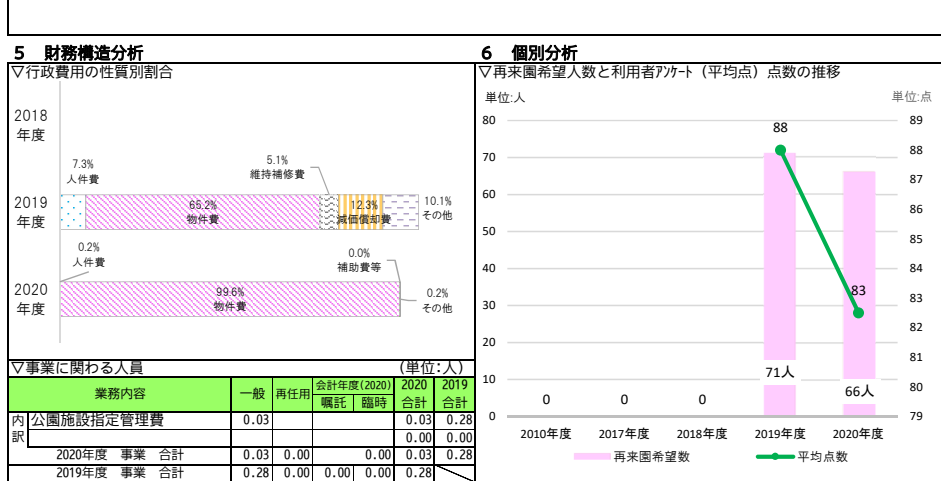 5 財務構造分析
▽行政費用の性質別割合
2018
年度
7.3%
人件費
5.1%
維持補修費
2019
年度
65.2%
物件費
12.3%
減価償却費
10.1%
その他
0.2%
人件費
0.0%
補助費等
2020
年度
99.6%
物件費
0.2%
その他
▽事業に関わる人員 (単位:人)
業務内容 一般 再任用 会計年度(2020) 嘱託 臨時 2020合計 2019合計
内訳 公園施設指定管理費 0.03 0.03 0.28
0.00 0.00
2020年度 事業 合計 0.03 0.00 0.00 0.03 0.28
2019年度 事業 合計 0.28 0.00 0.00 0.00 0.28
6 個別分析
▽再来園希望人数と利用者アンケート(平均点)点数の推移
単位:人 単位:点
80 89
88
88
70
87
60
86
50
85
40 84
30
83
83
20
82
81
71人
10 80
66人
0 0 0
0 79
2010年度 2017年度 2018年度 2019年度 2020年度
再来園希望数 平均点数